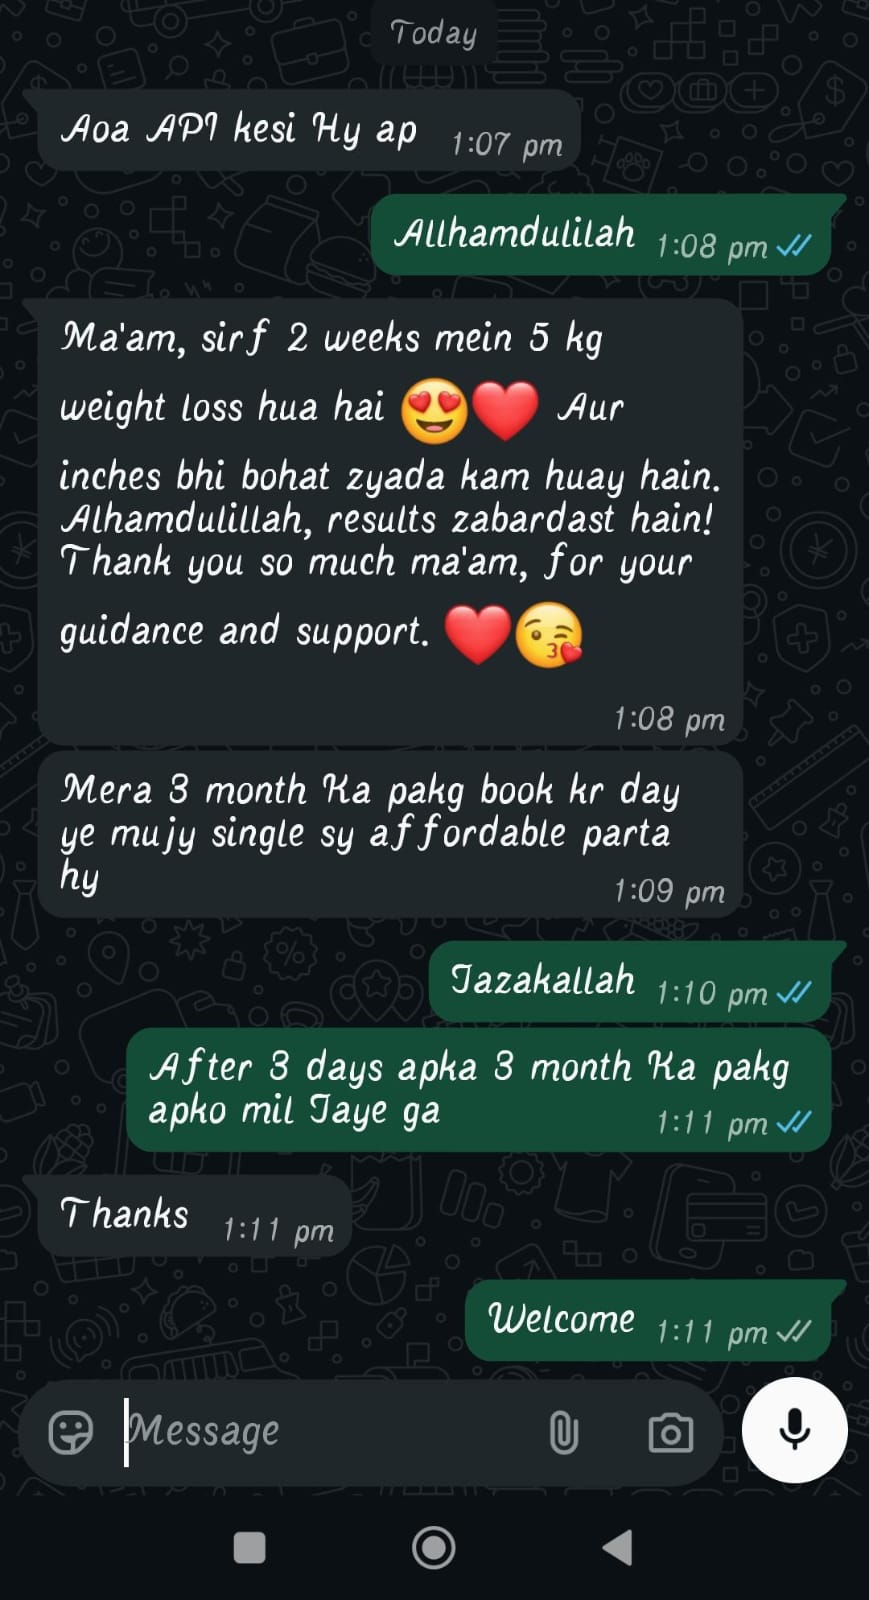 Today
Aoa API kesi Hy ap
1:07 pm
Allhamdulilah
1:08 pm
Ma'am, sirf 2 weeks mein 5 kg
weight loss hua hai 😍❤️ Aur
inches bhi bohat zyada kam huay hain.
Alhamdulillah, results zabardast hain!
Thank you so much ma'am, for your
guidance and support. ❤️😘
1:08 pm
Mera 3 month Ka pakg book kr day
ye mujy single sy affordable parta
hy
1:09 pm
Jazakallah
1:10 pm
After 3 days apka 3 month Ka pakg
apko mil Jaye ga
1:11 pm
Thanks
1:11 pm
Welcome
1:11 pm
Message